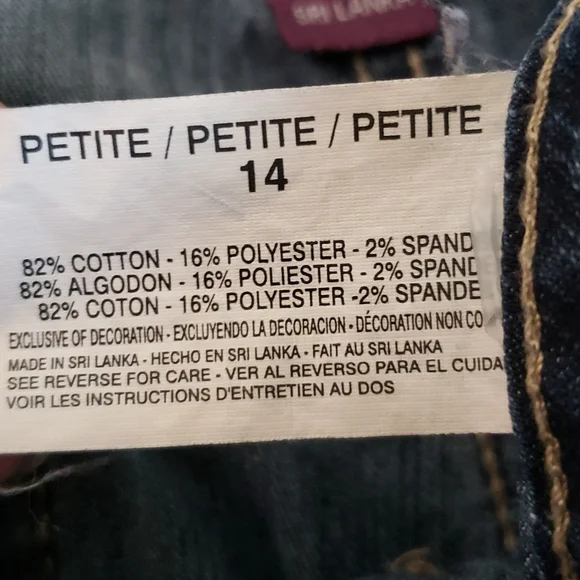 SRI LANKA
PETITE / PETITE / PETITE
14
82% COTTON - 16% POLYESTER - 2% SPAND
82% ALGODON - 16% POLIESTER - 2% SPAND
82% COTON - 16% POLYESTER -2% SPANDE
EXCLUSIVE OF DECORATION - EXCLUYENDO LA DECORACION - DÉCORATION NON CO
MADE IN SRI LANKA - HECHO EN SRI LANKA - FAIT AU SRI LANKA
SEE REVERSE FOR CARE - VER AL REVERSO PARA EL CUIDA
VOIR LES INSTRUCTIONS D'ENTRETIEN AU DOS